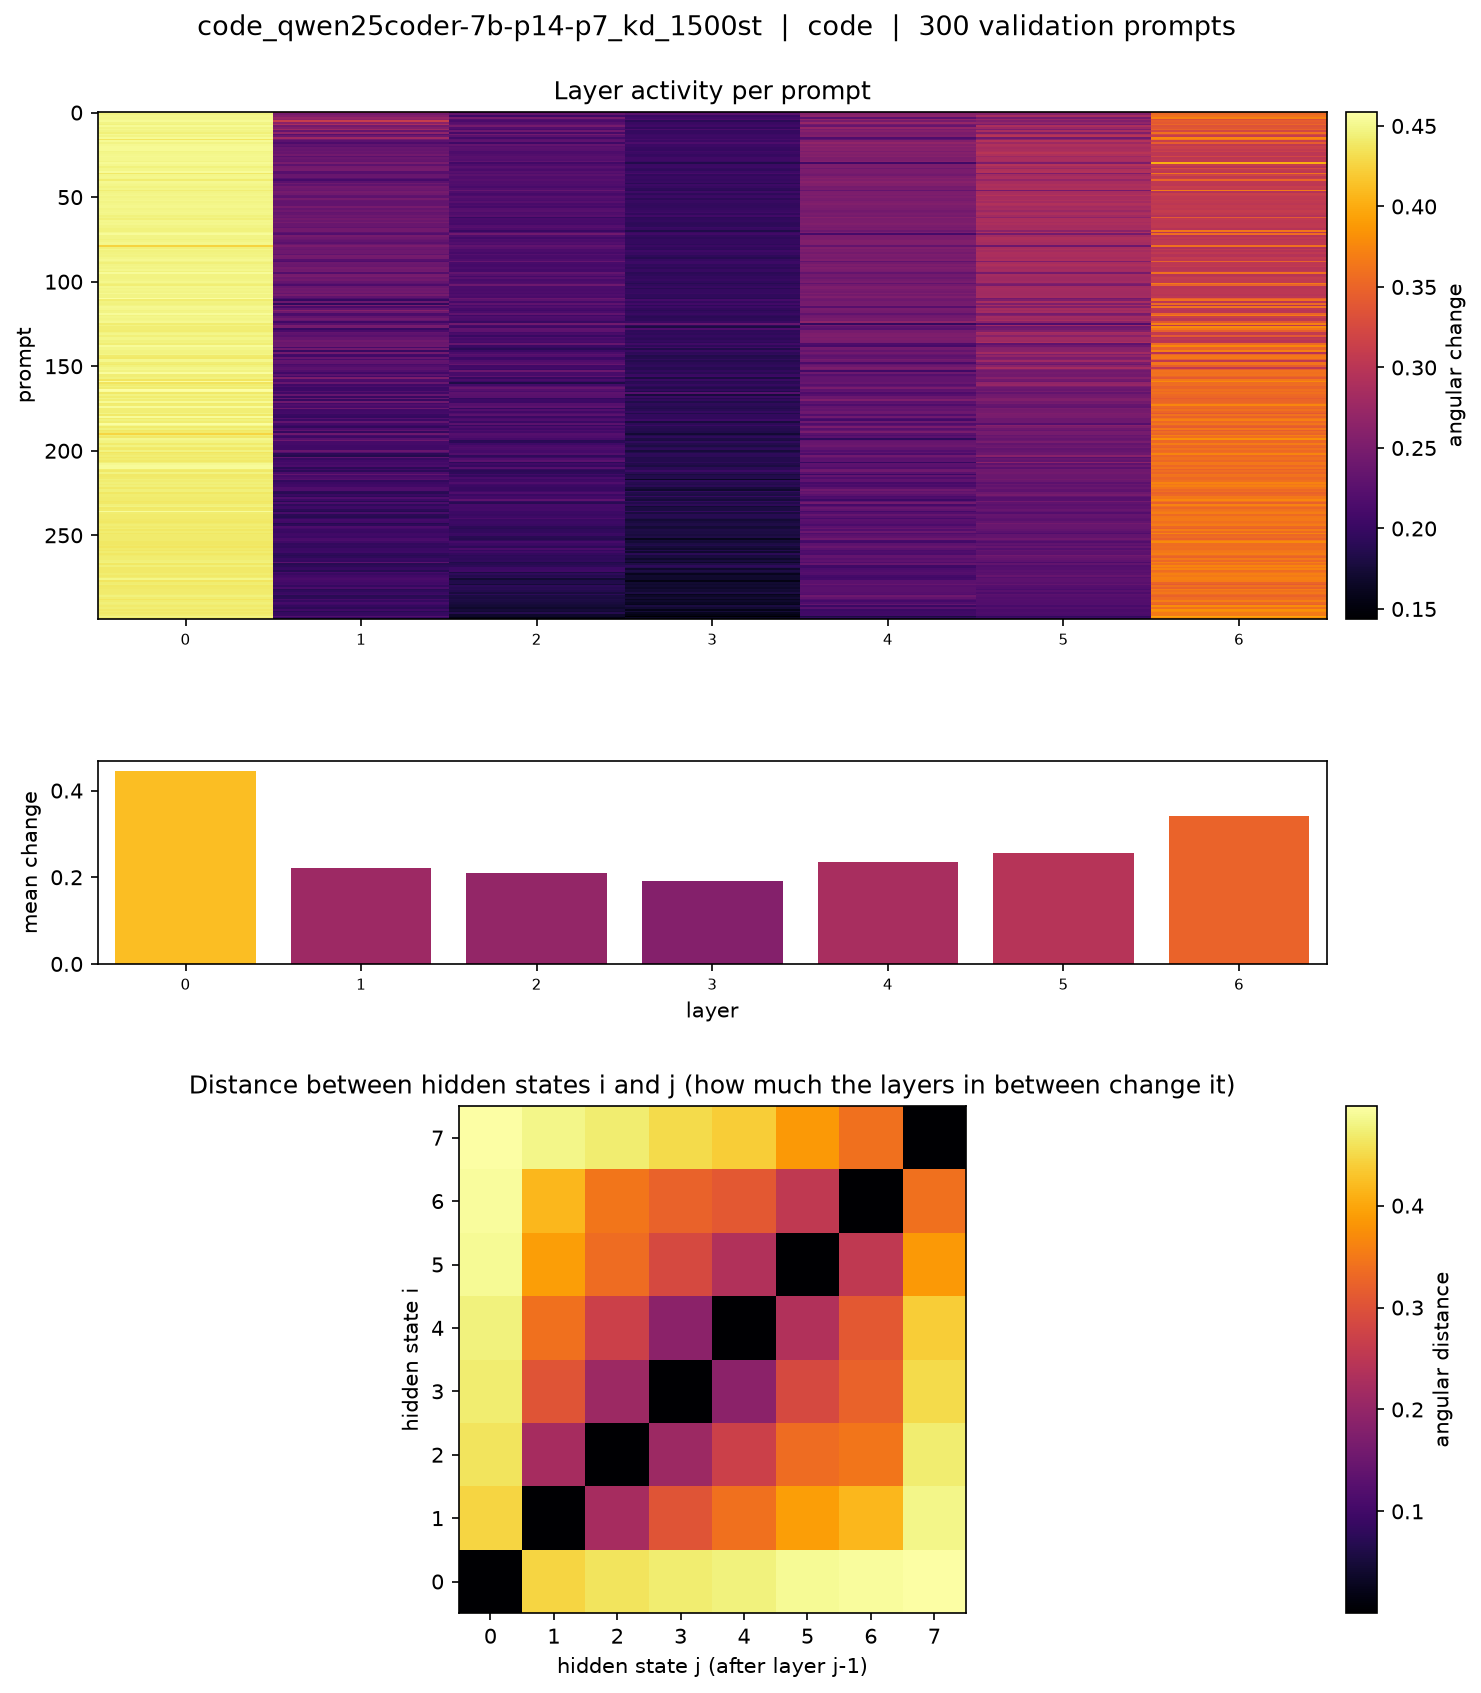 code_qwen25coder-7b-p14-p7_kd_1500st | code | 300 validation prompts
Layer activity per prompt
prompt
0
50
100
150
200
250
0 1 2 3 4 5 6
0.45
0.40
0.35
0.30
0.25
0.20
0.15
angular change
mean change
0.4
0.2
0.0
0 1 2 3 4 5 6
layer
Distance between hidden states i and j (how much the layers in between change it)
hidden state i
7
6
5
4
3
2
1
0
0 1 2 3 4 5 6 7
hidden state j (after layer j-1)
0.4
0.3
0.2
0.1
angular distance